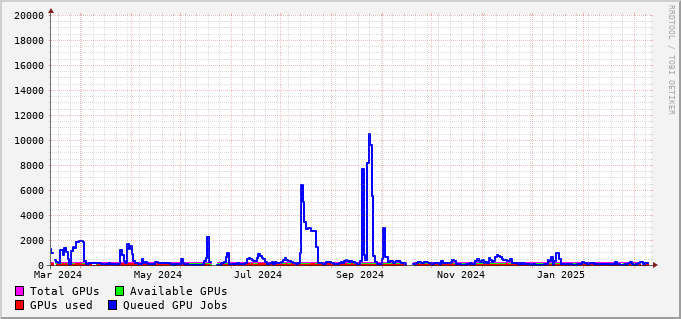 20000
18000
16000
14000
12000
10000
8000
6000
4000
2000
0
Mar 2024 May 2024 Jul 2024 Sep 2024 Nov 2024 Jan 2025
Total GPUs Available GPUs
GPUs used Queued GPU Jobs
RRDTOOL / TOBI OETIKER